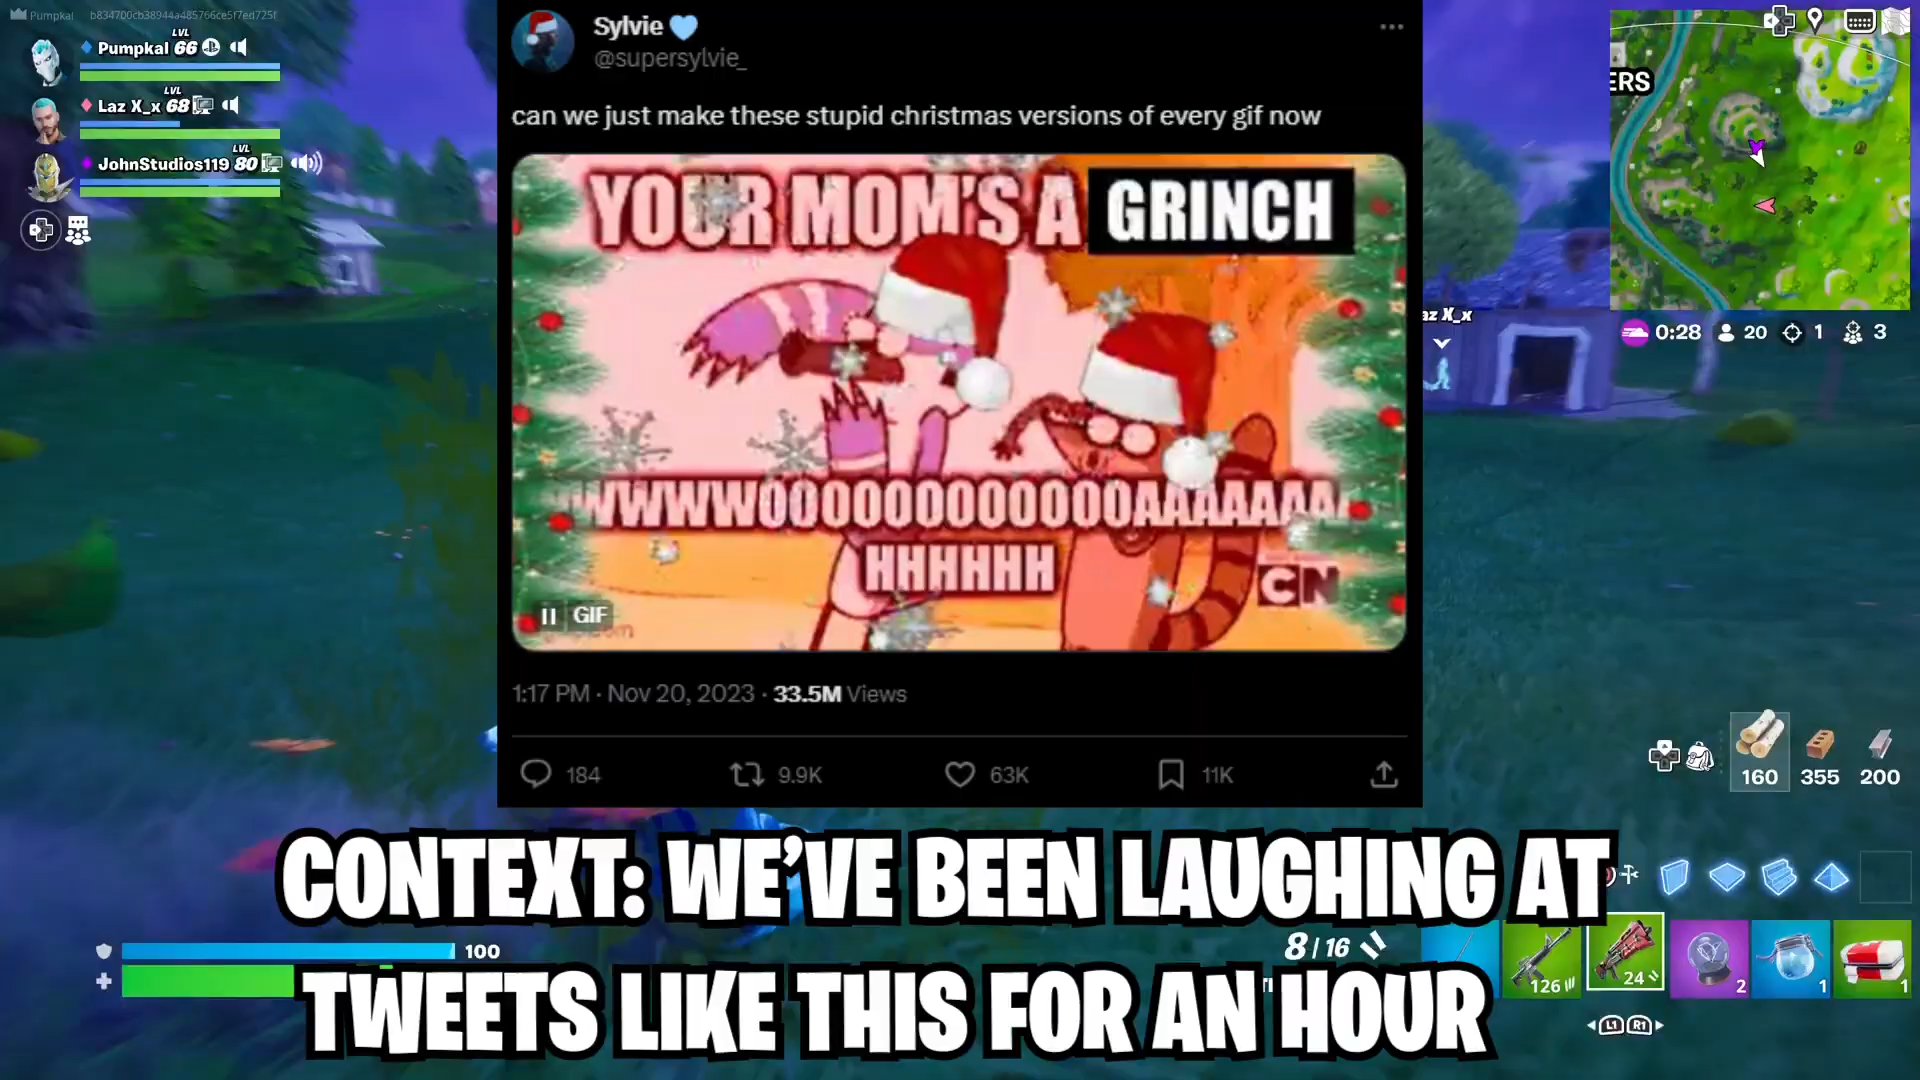 Pumpkal b834700cb38944a485766ce5f7ed725f
LVL
Pumpkal 66
LVL
Laz X_x 68
LVL
JohnStudios119 80
Sylvie
@supersylvie_
can we just make these stupid christmas versions of every gif now
YOUR MOM'S A GRINCH
WWWWOOOOOOOOOOOOAAAAAAA
HHHHHH
CN
GIF
1:17 PM · Nov 20, 2023 · 33.5M Views
184 9.9K 63K 11K
ERS
az X_x
0:28 20 1 3
160 355 200
CONTEXT: WE'VE BEEN LAUGHING AT
TWEETS LIKE THIS FOR AN HOUR
100
8 / 16
126 24 2 1 1
L1 R1